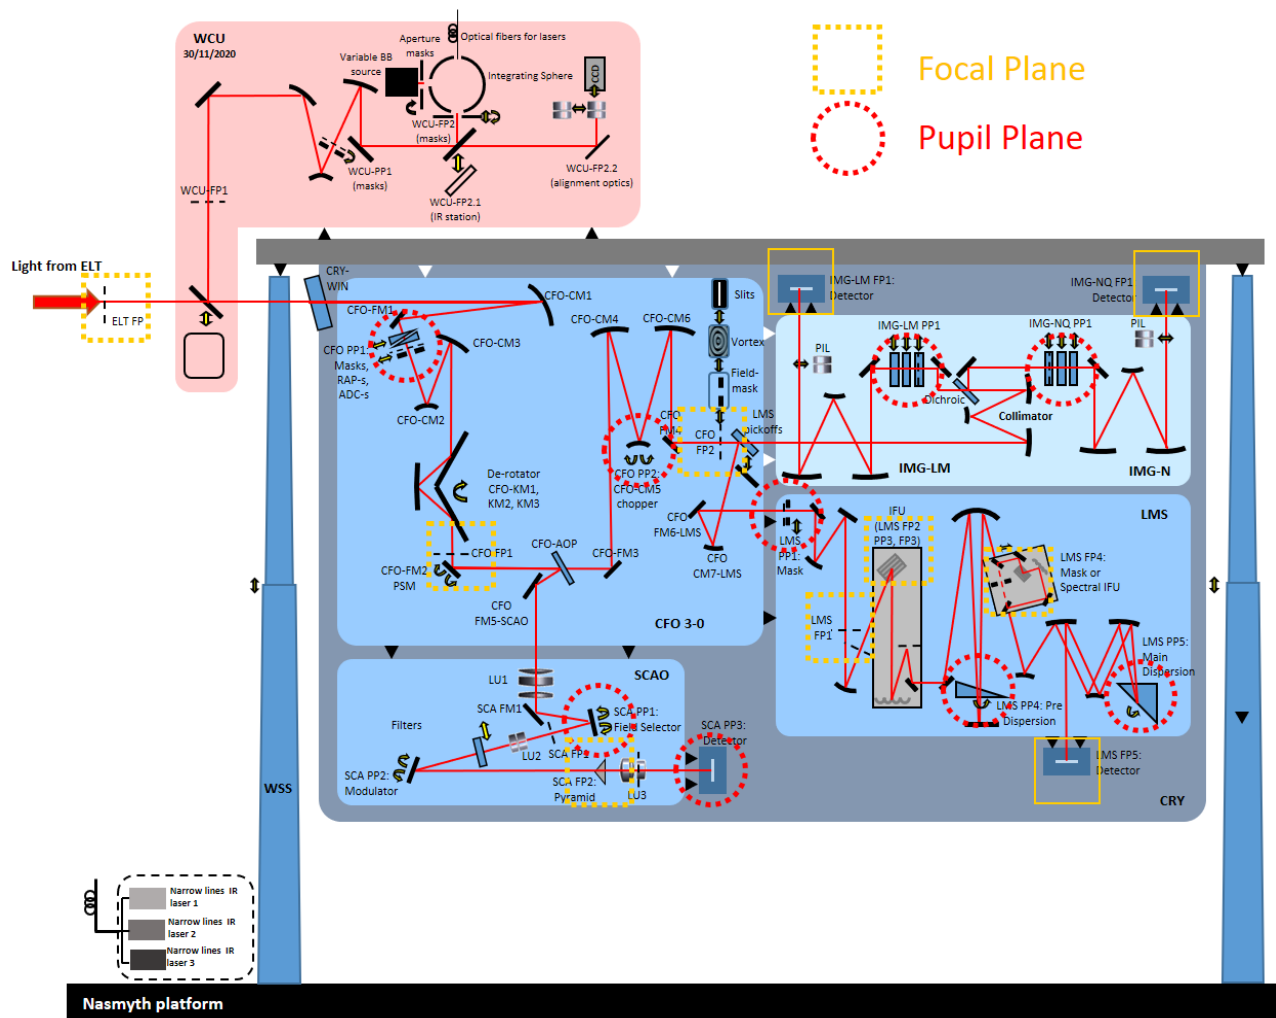 WCU
30/11/2020
Aperture
masks
Optical fibers for lasers
Variable BB
source
Integrating Sphere
CCD
WCU-FP2
(masks)
WCU-PP1
(masks)
WCU-FP2.1
(IR station)
WCU-FP2.2
(alignment optics)
WCU-FP1
Focal Plane
Pupil Plane
Light from ELT
ELT FP
CRY-
WIN
CFO-FM1
CFO-CM1
CFO PP1:
Masks,
RAP-s,
ADC-s
CFO-CM3
CFO-CM2
CFO-CM4
CFO-CM6
Slits
Vortex
Field-
mask
CFO
FM4
CFO
FP2
LMS
pickoffs
CFO PP2:
CFO-CM5
chopper
De-rotator
CFO-KM1,
KM2, KM3
CFO FP1
CFO-FM2
PSM
CFO-AOP
CFO-FM3
CFO
FM5-SCAO
CFO
FM6-LMS
CFO
CM7-LMS
CFO 3-0
IMG-LM FP1:
Detector
IMG-NQ FP1
Detector
PIL
IMG-LM PP1
IMG-NQ PP1
PIL
Dichroic
Collimator
IMG-LM
IMG-N
LMS
LMS
PP1: Mask
IFU
(LMS FP2
PP3, FP3)
LMS
FP1
LMS FP4:
Mask or
Spectral IFU
LMS PP5:
Main
Dispersion
LMS PP4: Pre
Dispersion
LMS FP5:
Detector
CRY
SCAO
LU1
SCA FM1
SCA PP1:
Field Selector
SCA FP1
Filters
LU2
SCA PP2:
Modulator
SCA FP2:
Pyramid
LU3
SCA PP3:
Detector
WSS
Narrow lines IR
laser 1
Narrow lines IR
laser 2
Narrow lines IR
laser 3
Nasmyth platform